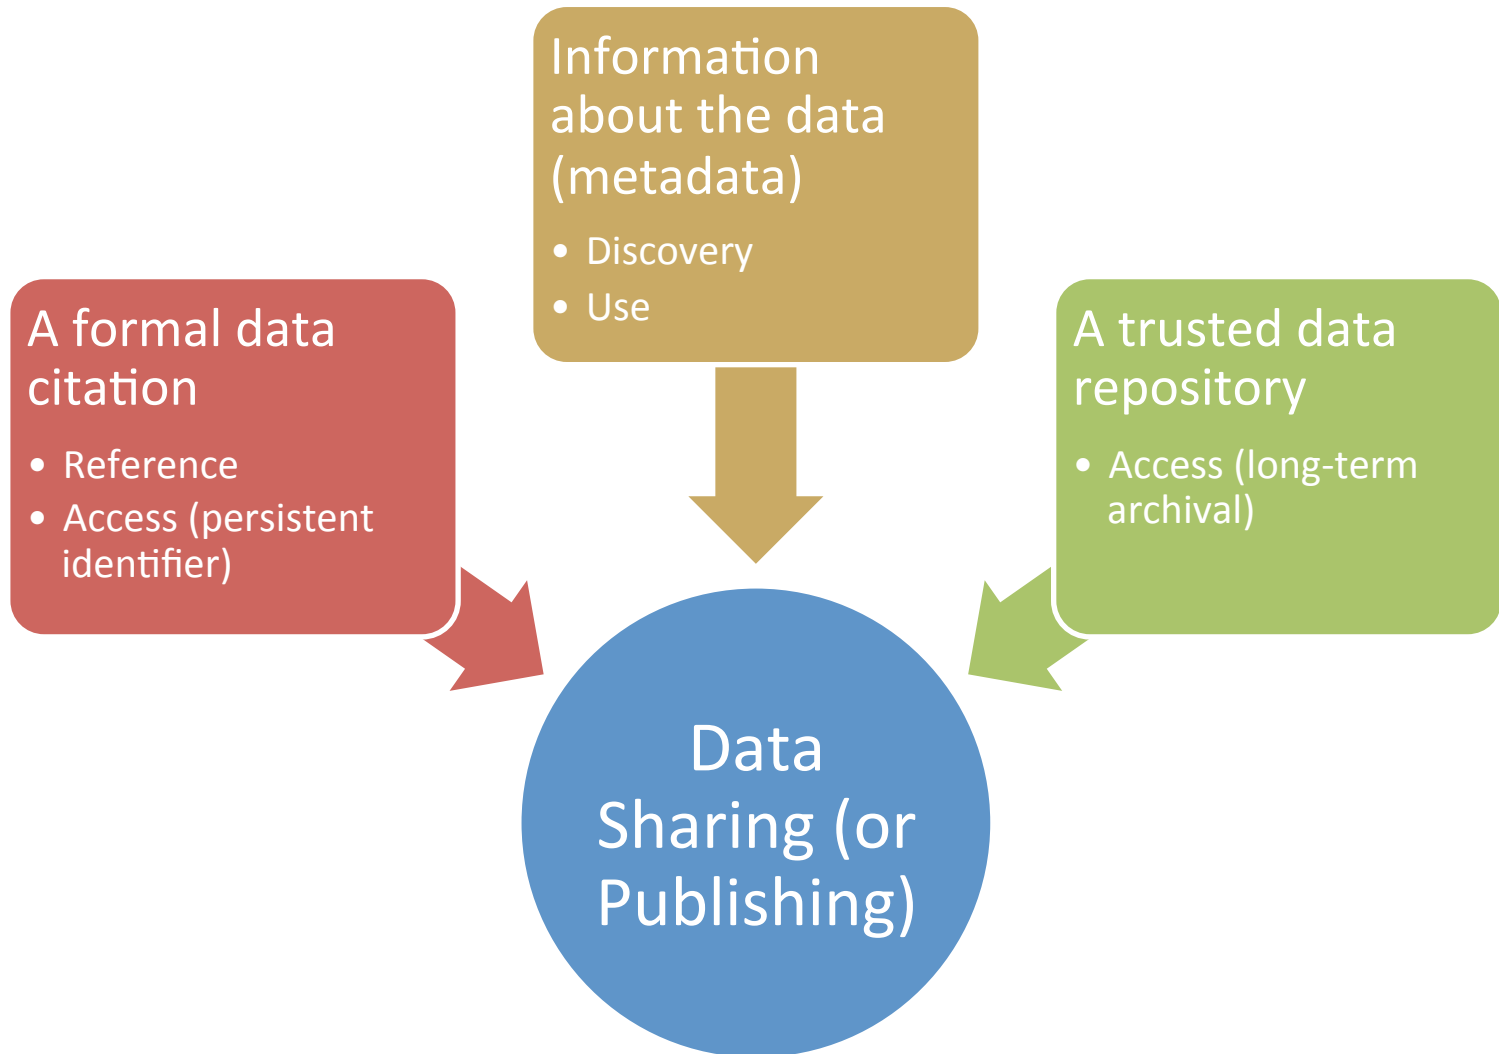 Information
about the data
(metadata)
• Discovery
• Use
A formal data
citation
• Reference
• Access (persistent
identifier)
A trusted data
repository
• Access (long-term
archival)
Data
Sharing (or
Publishing)